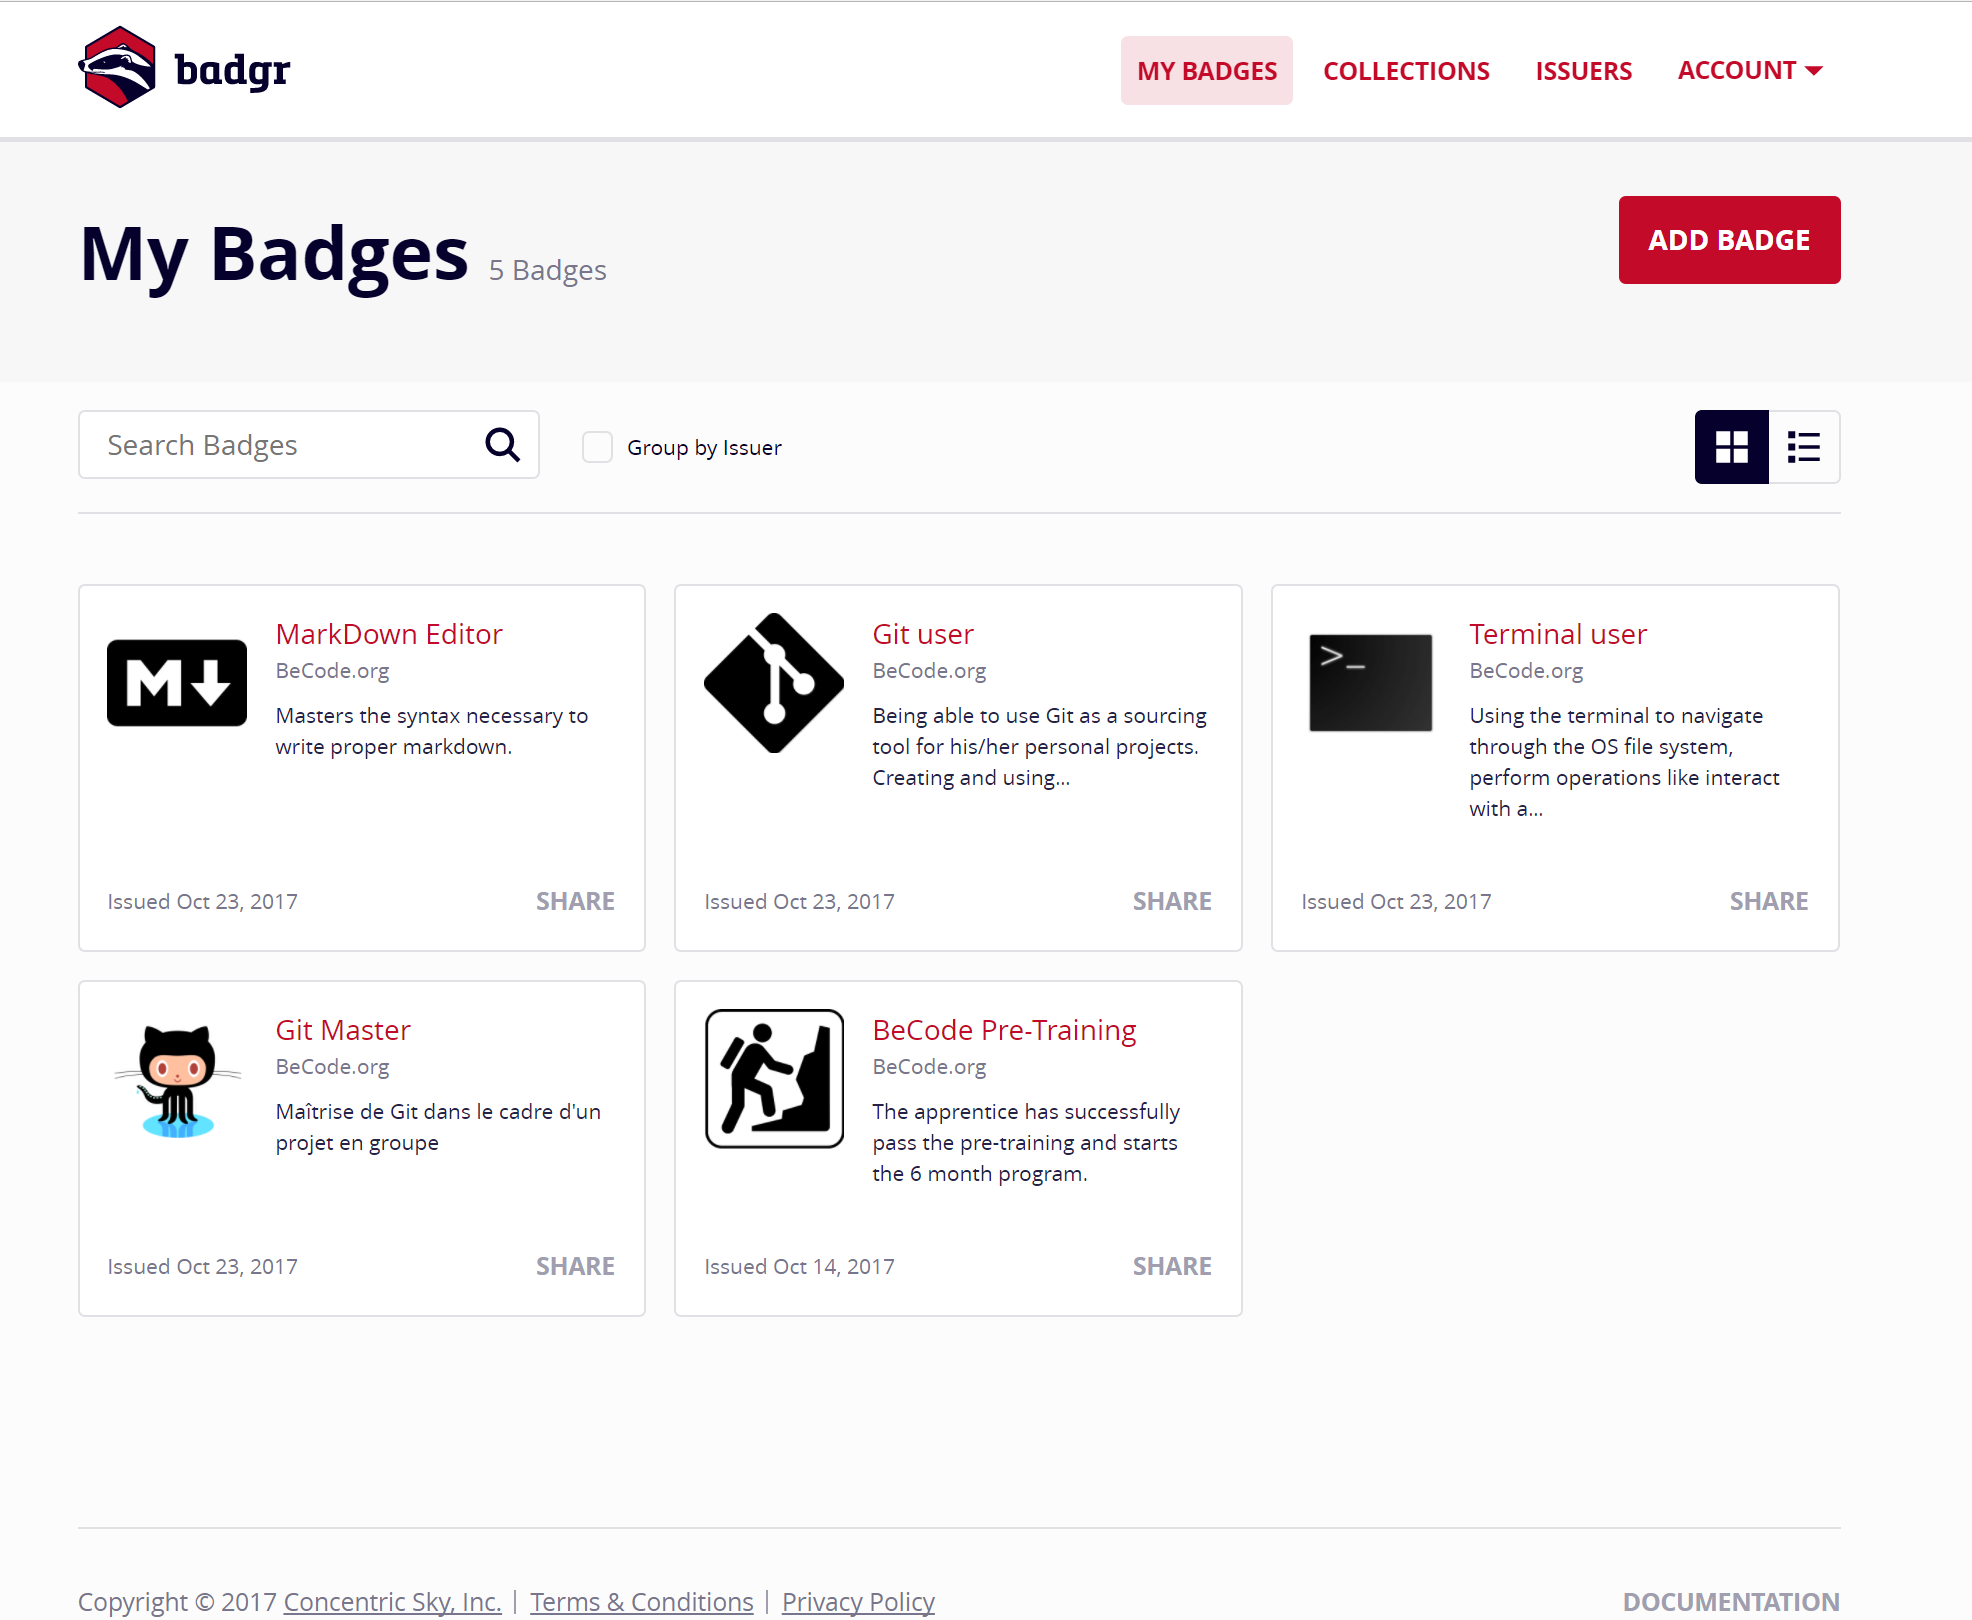 badgr
MY BADGES COLLECTIONS ISSUERS ACCOUNT
My Badges 5 Badges
ADD BADGE
Search Badges
Group by Issuer
MarkDown Editor
BeCode.org
Masters the syntax necessary to
write proper markdown.
Issued Oct 23, 2017 SHARE
Git user
BeCode.org
Being able to use Git as a sourcing
tool for his/her personal projects.
Creating and using...
Issued Oct 23, 2017 SHARE
>_
Terminal user
BeCode.org
Using the terminal to navigate
through the OS file system,
perform operations like interact
with a...
Issued Oct 23, 2017 SHARE
Git Master
BeCode.org
Maîtrise de Git dans le cadre d'un
projet en groupe
Issued Oct 23, 2017 SHARE
BeCode Pre-Training
BeCode.org
The apprentice has successfully
pass the pre-training and starts
the 6 month program.
Issued Oct 14, 2017 SHARE
Copyright © 2017 Concentric Sky, Inc. | Terms & Conditions | Privacy Policy
DOCUMENTATION